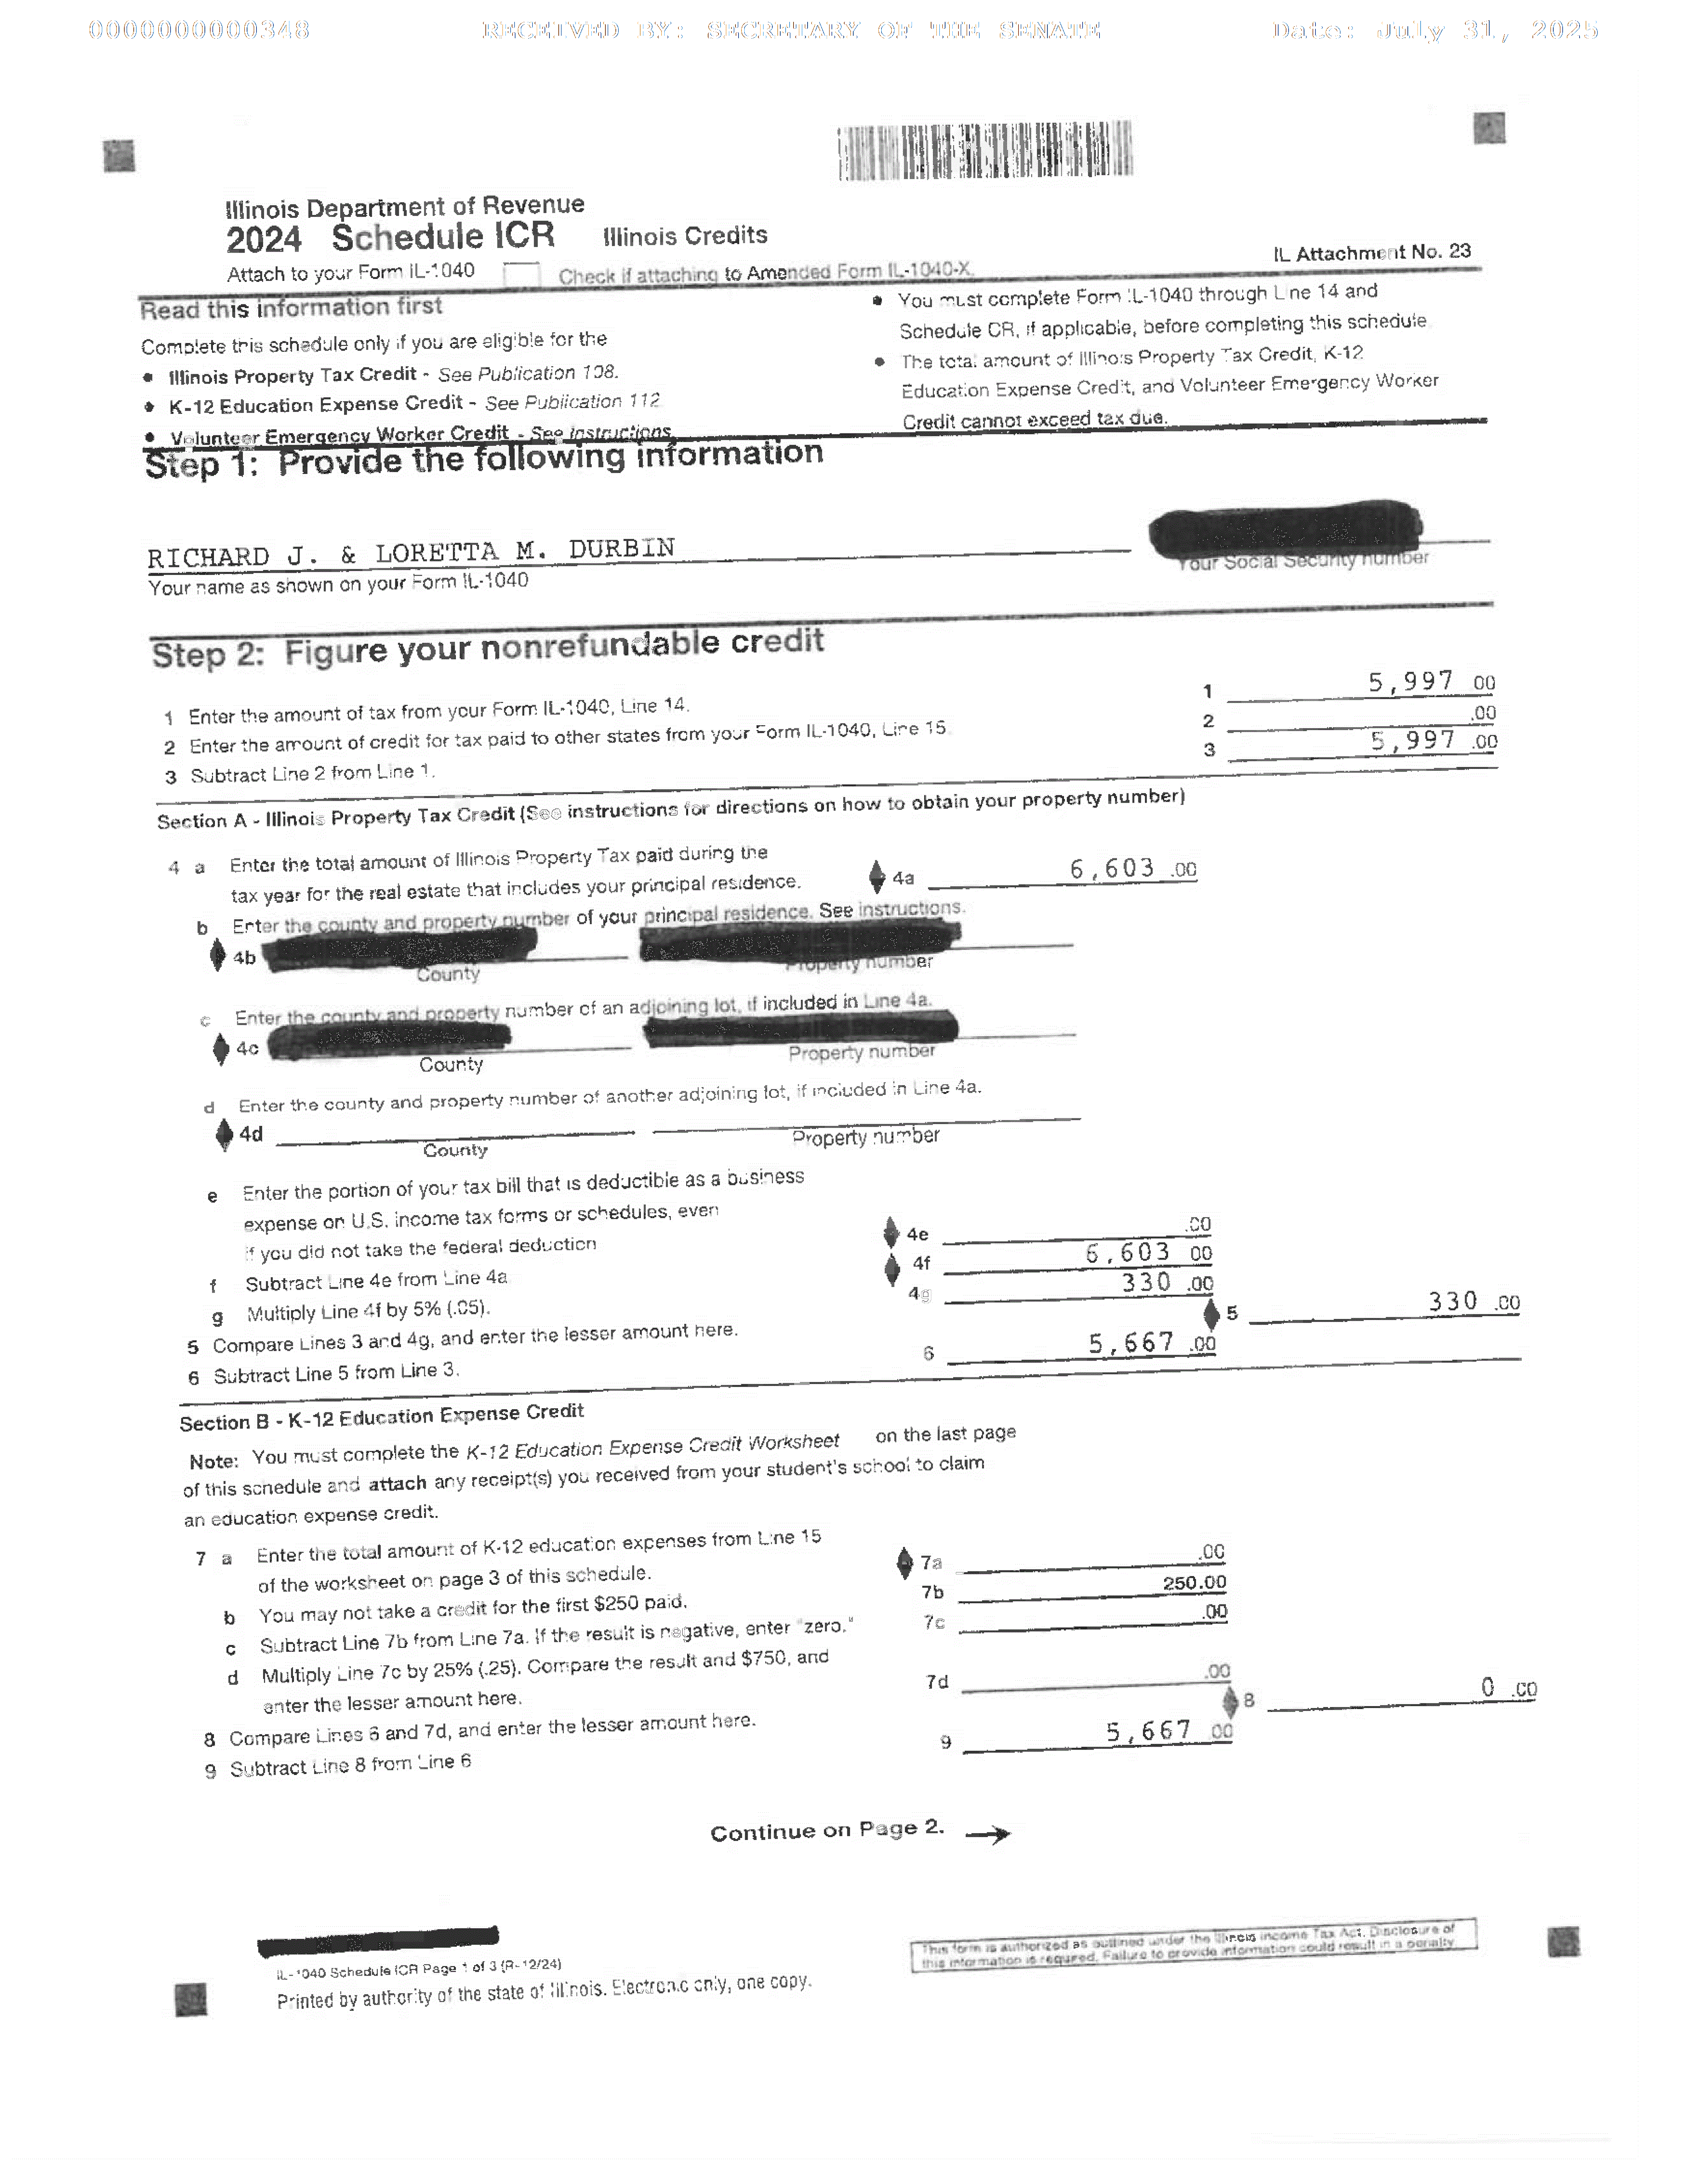 0000000000348 RECEIVED BY: SECRETARY OF THE SENATE Date: July 31, 2025
Illinois Department of Revenue
2024 Schedule ICR Illinois Credits
Attach to your Form IL-1040 Check if attaching to Amended Form IL-1040-X.
IL Attachment No. 23
Read this information first
Complete this schedule only if you are eligible for the
• Illinois Property Tax Credit - See Publication 108.
• K-12 Education Expense Credit - See Publication 112
• Volunteer Emergency Worker Credit - See instructions.
• You must complete Form IL-1040 through Line 14 and
Schedule CR, if applicable, before completing this schedule
• The total amount of Illinois Property Tax Credit, K-12
Education Expense Credit, and Volunteer Emergency Worker
Credit cannot exceed tax due.
Step 1: Provide the following information
RICHARD J. & LORETTA M. DURBIN
Your name as shown on your Form IL-1040
Your Social Security number
Step 2: Figure your nonrefundable credit
1 Enter the amount of tax from your Form IL-1040, Line 14. 1 5,997 00
2 Enter the amount of credit for tax paid to other states from your Form IL-1040, Line 15. 2 .00
3 Subtract Line 2 from Line 1. 3 5,997 .00
Section A - Illinois Property Tax Credit (See instructions for directions on how to obtain your property number)
4 a Enter the total amount of Illinois Property Tax paid during the
tax year for the real estate that includes your principal residence. 4a 6,603 .00
b Enter the county and property number of your principal residence. See instructions.
4b
County Property number
c Enter the county and property number of an adjoining lot, if included in Line 4a.
4c
County Property number
d Enter the county and property number of another adjoining lot, if included in Line 4a.
4d
County Property number
e Enter the portion of your tax bill that is deductible as a business
expense on U.S. income tax forms or schedules, even
if you did not take the federal deduction 4e .00
f Subtract Line 4e from Line 4a 4f 6,603 00
g Multiply Line 4f by 5% (.05). 4g 330 .00
5 Compare Lines 3 and 4g, and enter the lesser amount here. 5 330 .00
6 Subtract Line 5 from Line 3. 6 5,667 .00
Section B - K-12 Education Expense Credit
Note: You must complete the K-12 Education Expense Credit Worksheet on the last page
of this schedule and attach any receipt(s) you received from your student's school to claim
an education expense credit.
7 a Enter the total amount of K-12 education expenses from Line 15
of the worksheet on page 3 of this schedule. 7a .00
b You may not take a credit for the first $250 paid. 7b 250.00
c Subtract Line 7b from Line 7a. If the result is negative, enter "zero." 7c .00
d Multiply Line 7c by 25% (.25). Compare the result and $750, and
enter the lesser amount here. 7d .00
8 Compare Lines 6 and 7d, and enter the lesser amount here. 8 0 .00
9 Subtract Line 8 from Line 6 9 5,667 00
Continue on Page 2.
IL-1040 Schedule ICR Page 1 of 3 (R-12/24)
Printed by authority of the state of Illinois. Electronic only, one copy.
This form is authorized as outlined under the Illinois Income Tax Act. Disclosure of
this information is required. Failure to provide information could result in a penalty.